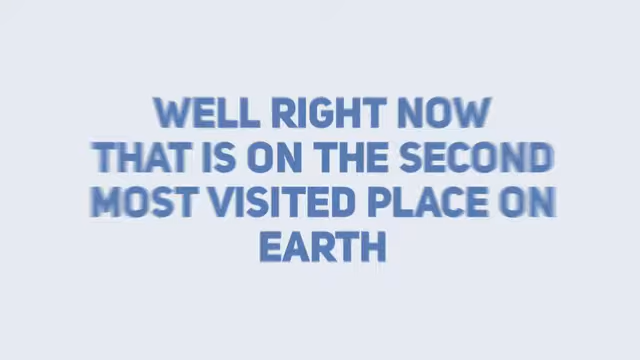 WELL RIGHT NOW
THAT IS ON THE SECOND
MOST VISITED PLACE ON
EARTH